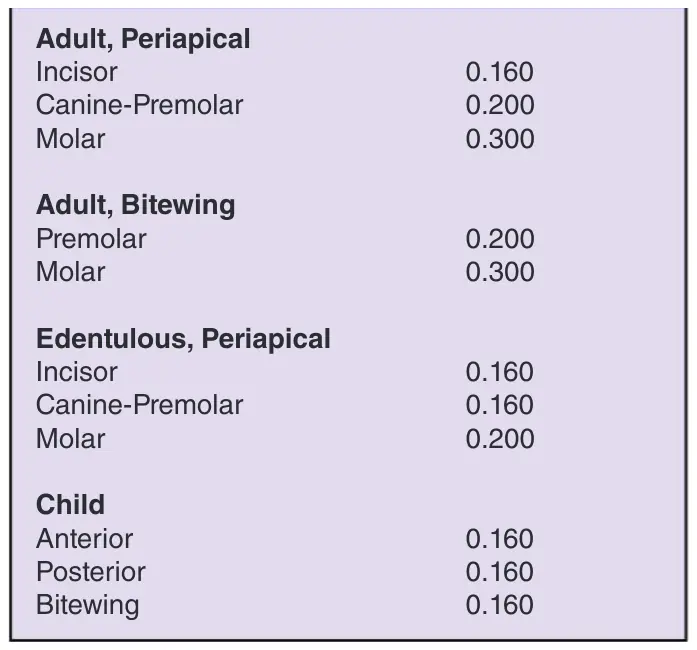 Adult, Periapical
Incisor 0.160
Canine-Premolar 0.200
Molar 0.300
Adult, Bitewing
Premolar 0.200
Molar 0.300
Edentulous, Periapical
Incisor 0.160
Canine-Premolar 0.160
Molar 0.200
Child
Anterior 0.160
Posterior 0.160
Bitewing 0.160